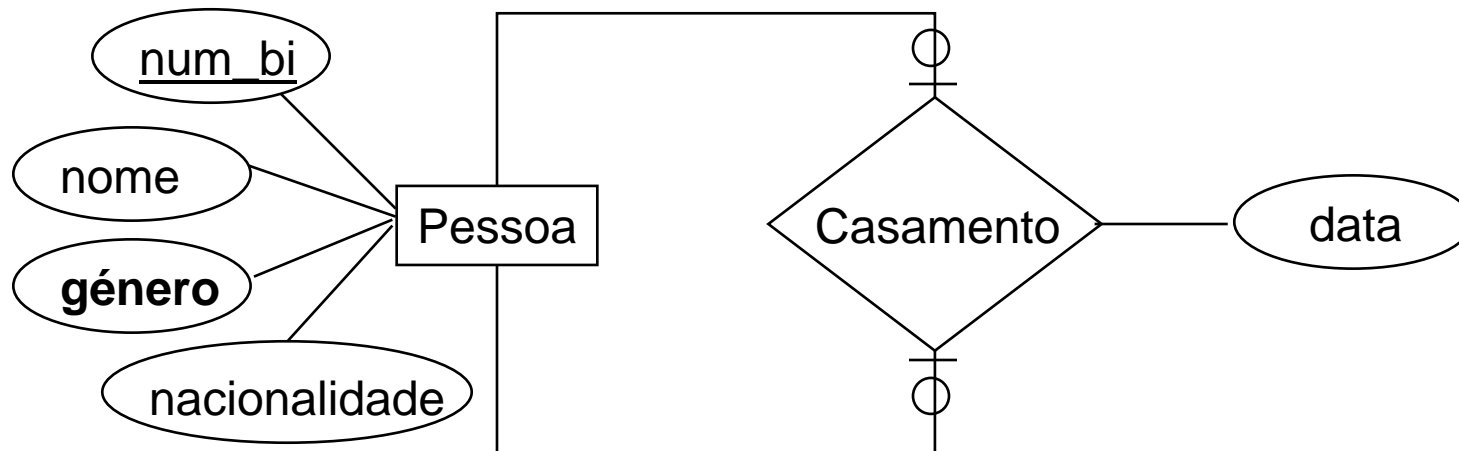 num_bi
nome
Pessoa
Casamento
data
género
nacionalidade